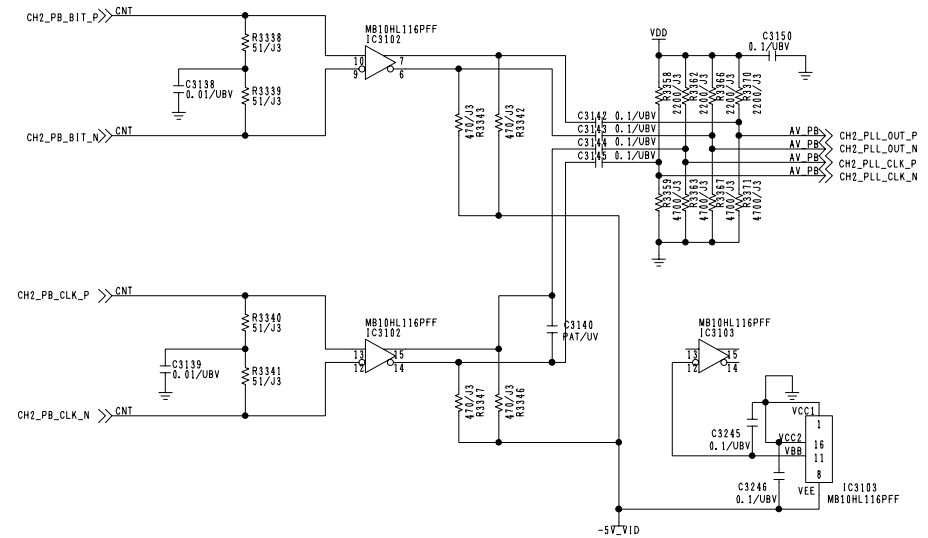 CH2_PB_BIT_P CNT
R3338
51/J3
C3138
0.01/UBV
R3339
51/J3
CH2_PB_BIT_N CNT
MB10HL116PFF
IC3102
10
9
7
6
470/J3
R3343
470/J3
R3342
VDD
C3150
0.1/UBV
R3358
2200/J3
R3362
2200/J3
R3366
2200/J3
R3370
2200/J3
C3142 0.1/UBV
C3143 0.1/UBV
C3144 0.1/UBV
C3145 0.1/UBV
AV_PB CH2_PLL_OUT_P
AV_PB CH2_PLL_OUT_N
AV_PB CH2_PLL_CLK_P
AV_PB CH2_PLL_CLK_N
R3359
4700/J3
R3363
4700/J3
R3367
4700/J3
R3371
4700/J3
CH2_PB_CLK_P CNT
R3340
51/J3
C3139
0.01/UBV
R3341
51/J3
CH2_PB_CLK_N CNT
MB10HL116PFF
IC3102
13
12
15
14
C3140
PAT/UV
470/J3
R3347
470/J3
R3346
MB10HL116PFF
IC3103
13
12
15
14
VCC1
1
C3245
0.1/UBV
VCC2
16
VBB
11
8
C3246
0.1/UBV
VEE
IC3103
MB10HL116PFF
-5V_VID